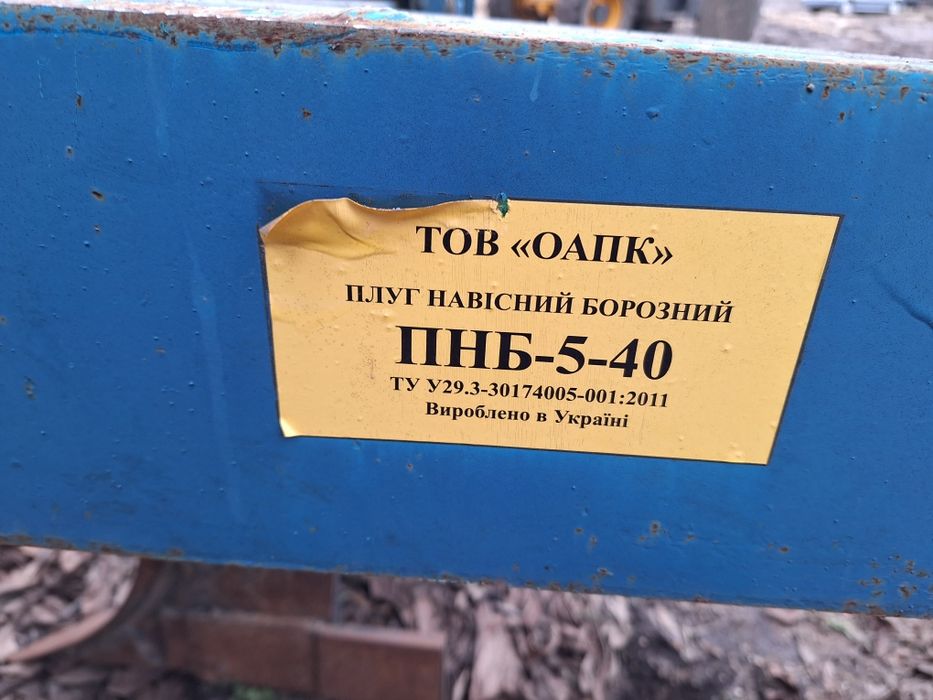 ТОВ «ОАПК»
ПЛУГ НАВІСНИЙ БОРОЗНИЙ
ПНБ-5-40
ТУ У29.3-30174005-001:2011
Вироблено в Україні